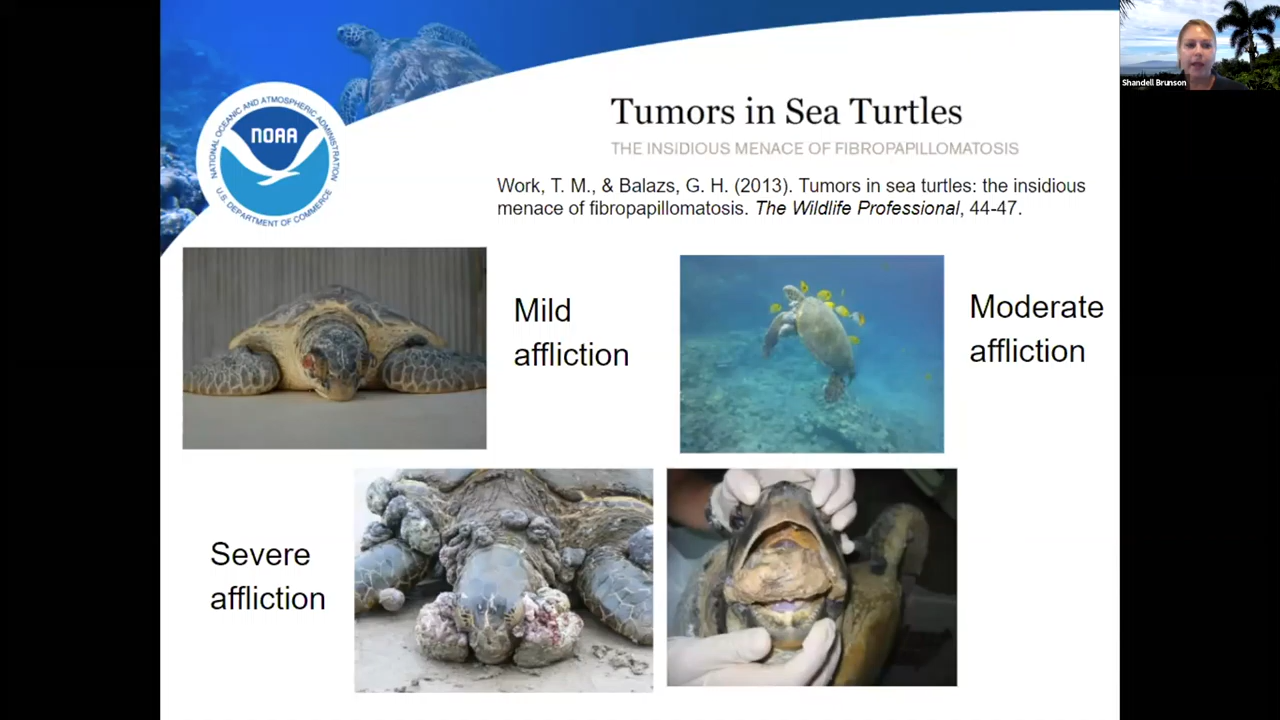 Shandell Brunson
NATIONAL OCEANIC AND ATMOSPHERIC ADMINISTRATION
NOAA
U.S. DEPARTMENT OF COMMERCE
Tumors in Sea Turtles
THE INSIDIOUS MENACE OF FIBROPAPILLOMATOSIS
Work, T. M., & Balazs, G. H. (2013). Tumors in sea turtles: the insidious
menace of fibropapillomatosis. The Wildlife Professional, 44-47.
Mild
affliction
Moderate
affliction
Severe
affliction